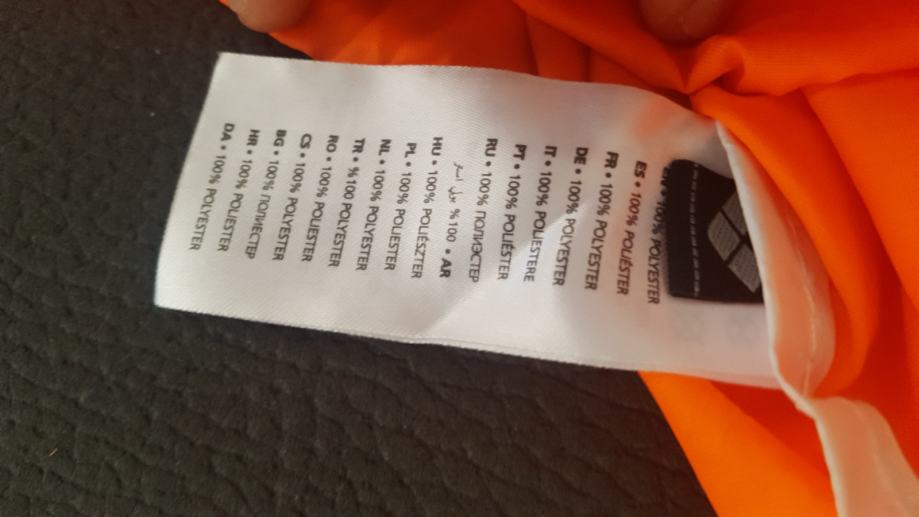 EN • 100% POLYESTER
ES • 100% POLIÉSTER
FR • 100% POLYESTER
DE • 100% POLYESTER
IT • 100% POLIESTERE
PT • 100% POLIÉSTER
RU • 100% ПОЛИЭСТЕР
AR • 100% بولي استر
HU • 100% POLIÉSZTER
PL • 100% POLIESTER
NL • 100% POLYESTER
TR • %100 POLYESTER
RO • 100% POLIESTER
CS • 100% POLYESTER
BG • 100% ПОЛИЕСТЕР
HR • 100% POLIESTER
DA • 100% POLYESTER